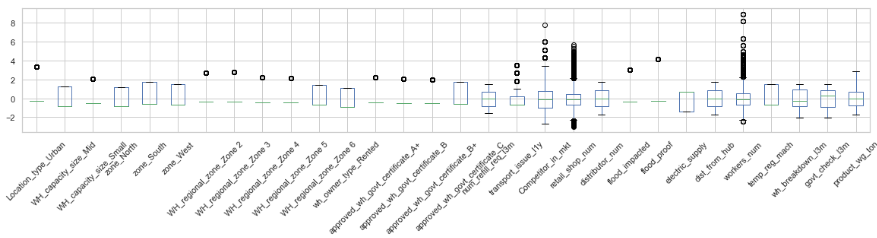 8
6
4
2
0
−2
Location_type_Urban
WH_capacity_size_Mid
WH_capacity_size_Small
zone_North
zone_South
zone_West
WH_regional_zone_Zone 2
WH_regional_zone_Zone 3
WH_regional_zone_Zone 4
WH_regional_zone_Zone 5
WH_regional_zone_Zone 6
wh_owner_type_Rented
approved_wh_govt_certificate_A+
approved_wh_govt_certificate_B
approved_wh_govt_certificate_B+
approved_wh_govt_certificate_C
num_refill_req_l3m
transport_issue_l1y
Competitor_in_mkt
retail_shop_num
distributor_num
flood_impacted
flood_proof
electric_supply
dist_from_hub
workers_num
temp_reg_mach
wh_breakdown_l3m
govt_check_l3m
product_wg_ton